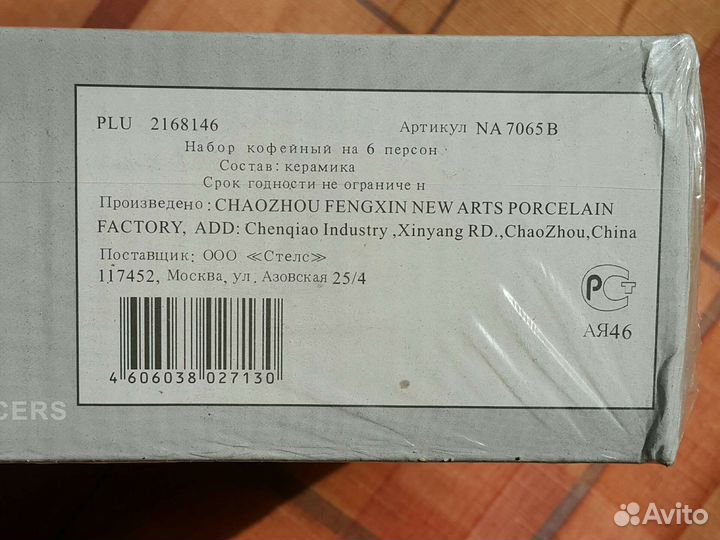 PLU 2168146 Артикул NA7065B
Набор кофейный на 6 персон
Состав: керамика
Срок годности не ограниче н
Произведено: CHAOZHOU FENGXIN NEW ARTS PORCELAIN
FACTORY, ADD: Chenqiao Industry ,Xinyang RD.,ChaoZhou,China
Поставщик: ООО «Стелс»
117452, Москва, ул. Азовская 25/4
РСТ
АЯ46
4 606038 027130
CERS
Avito